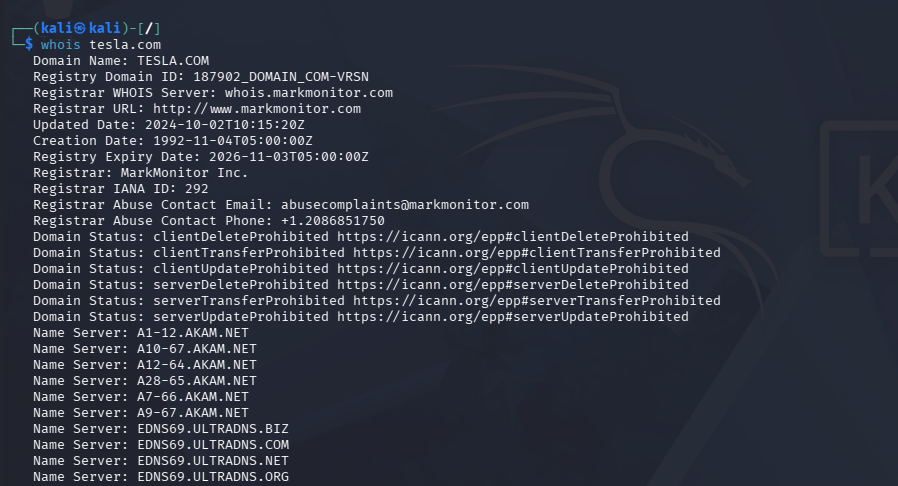 ┌──(kali㉿kali)-[/]
└─$ whois tesla.com
Domain Name: TESLA.COM
Registry Domain ID: 187902_DOMAIN_COM-VRSN
Registrar WHOIS Server: whois.markmonitor.com
Registrar URL: http://www.markmonitor.com
Updated Date: 2024-10-02T10:15:20Z
Creation Date: 1992-11-04T05:00:00Z
Registry Expiry Date: 2026-11-03T05:00:00Z
Registrar: MarkMonitor Inc.
Registrar IANA ID: 292
Registrar Abuse Contact Email: abusecomplaints@markmonitor.com
Registrar Abuse Contact Phone: +1.2086851750
Domain Status: clientDeleteProhibited https://icann.org/epp#clientDeleteProhibited
Domain Status: clientTransferProhibited https://icann.org/epp#clientTransferProhibited
Domain Status: clientUpdateProhibited https://icann.org/epp#clientUpdateProhibited
Domain Status: serverDeleteProhibited https://icann.org/epp#serverDeleteProhibited
Domain Status: serverTransferProhibited https://icann.org/epp#serverTransferProhibited
Domain Status: serverUpdateProhibited https://icann.org/epp#serverUpdateProhibited
Name Server: A1-12.AKAM.NET
Name Server: A10-67.AKAM.NET
Name Server: A12-64.AKAM.NET
Name Server: A28-65.AKAM.NET
Name Server: A7-66.AKAM.NET
Name Server: A9-67.AKAM.NET
Name Server: EDNS69.ULTRADNS.BIZ
Name Server: EDNS69.ULTRADNS.COM
Name Server: EDNS69.ULTRADNS.NET
Name Server: EDNS69.ULTRADNS.ORG
K